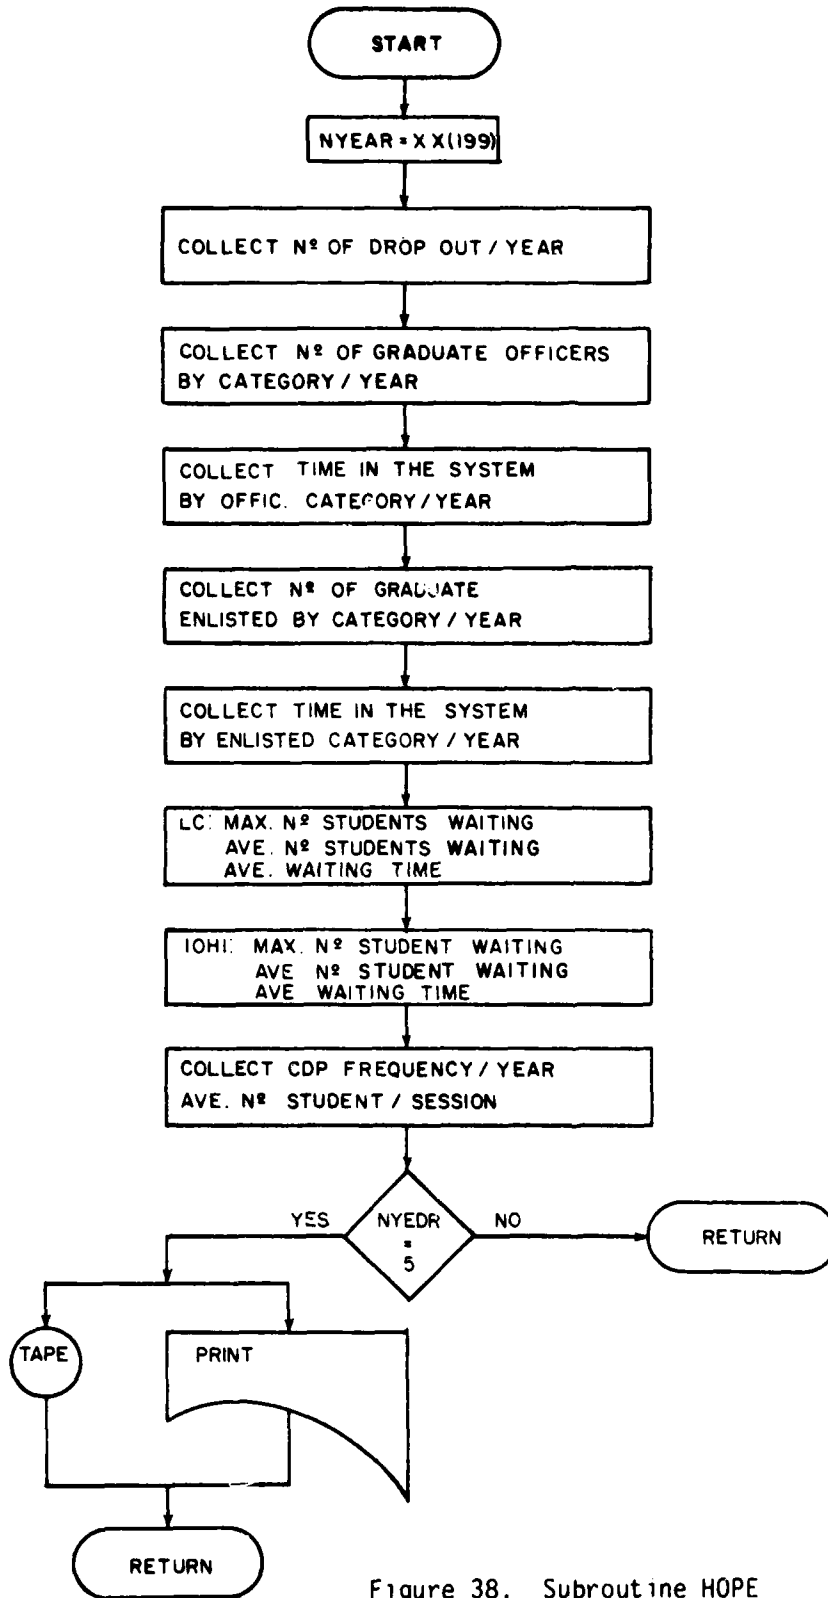 START
NYEAR = XX(199)
COLLECT Nº OF DROP OUT / YEAR
COLLECT Nº OF GRADUATE OFFICERS
BY CATEGORY / YEAR
COLLECT TIME IN THE SYSTEM
BY OFFIC. CATEGORY / YEAR
COLLECT Nº OF GRADUATE
ENLISTED BY CATEGORY / YEAR
COLLECT TIME IN THE SYSTEM
BY ENLISTED CATEGORY / YEAR
LC: MAX. Nº STUDENTS WAITING
AVE. Nº STUDENTS WAITING
AVE. WAITING TIME
IOHI: MAX. Nº STUDENT WAITING
AVE Nº STUDENT WAITING
AVE WAITING TIME
COLLECT CDP FREQUENCY / YEAR
AVE. Nº STUDENT / SESSION
YES
NYEDR
=
5
NO
RETURN
TAPE
PRINT
RETURN
Figure 38. Subroutine HOPE